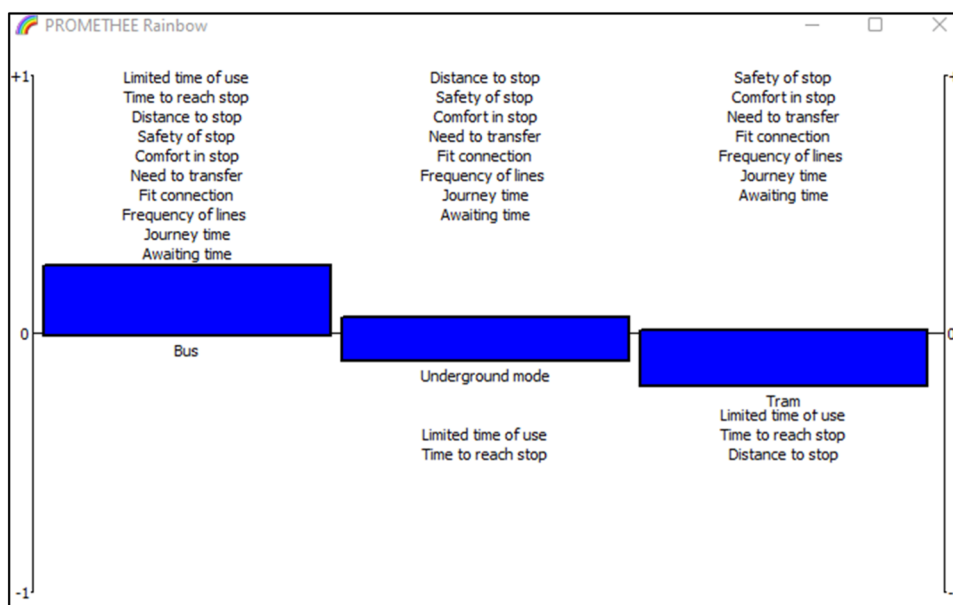 PROMETHEE Rainbow
+1
Limited time of use
Time to reach stop
Distance to stop
Safety of stop
Comfort in stop
Need to transfer
Fit connection
Frequency of lines
Journey time
Awaiting time
Distance to stop
Safety of stop
Comfort in stop
Need to transfer
Fit connection
Frequency of lines
Journey time
Awaiting time
Safety of stop
Comfort in stop
Need to transfer
Fit connection
Frequency of lines
Journey time
Awaiting time
0
0
Bus
Underground mode
Tram
Limited time of use
Time to reach stop
Limited time of use
Time to reach stop
Distance to stop
-1